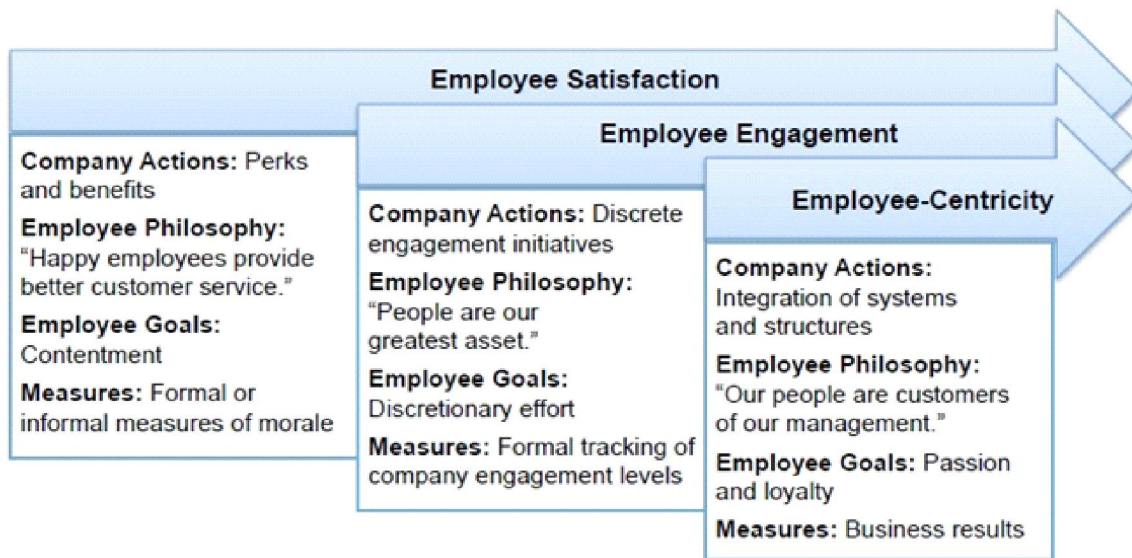 Employee Satisfaction
Company Actions: Perks
and benefits
Employee Philosophy:
“Happy employees provide
better customer service.”
Employee Goals:
Contentment
Measures: Formal or
informal measures of morale
Employee Engagement
Company Actions: Discrete
engagement initiatives
Employee Philosophy:
“People are our
greatest asset.”
Employee Goals:
Discretionary effort
Measures: Formal tracking of
company engagement levels
Employee-Centricity
Company Actions:
Integration of systems
and structures
Employee Philosophy:
“Our people are customers
of our management.”
Employee Goals: Passion
and loyalty
Measures: Business results